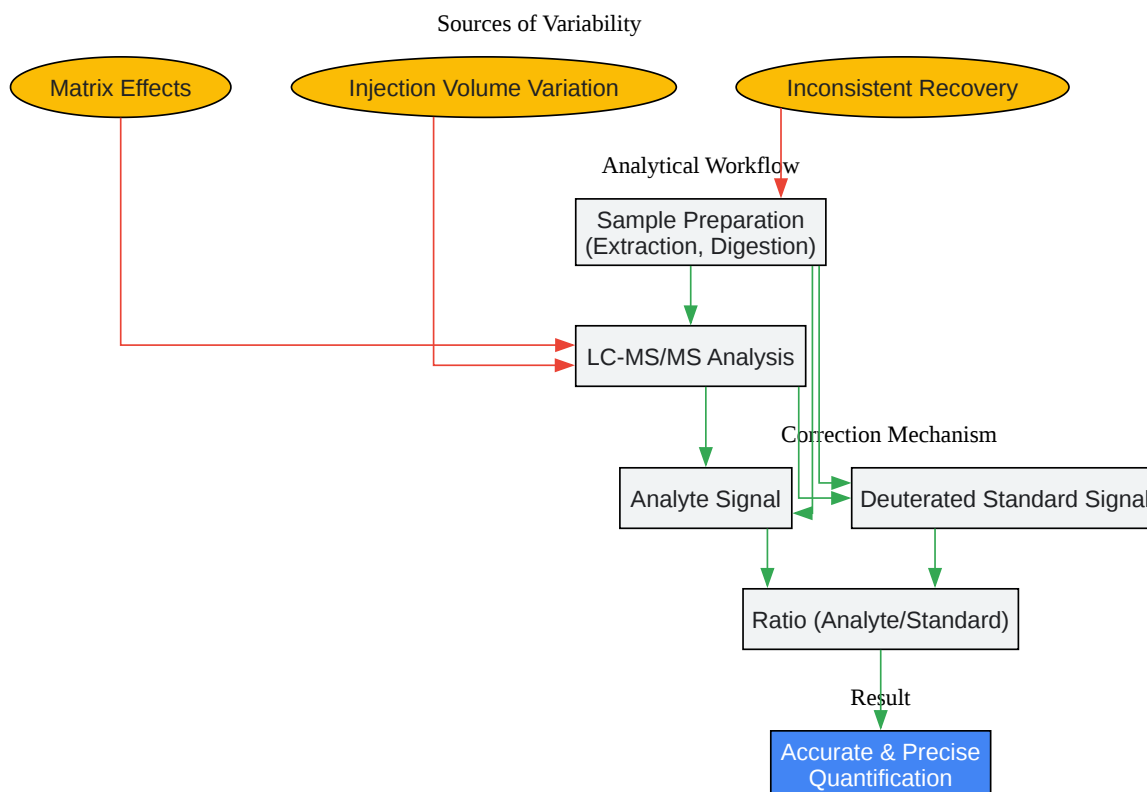 Sources of Variability
Matrix Effects
Injection Volume Variation
Inconsistent Recovery
Analytical Workflow
Sample Preparation
(Extraction, Digestion)
LC-MS/MS Analysis
Correction Mechanism
Analyte Signal
Deuterated Standard Signal
Ratio (Analyte/Standard)
Result
Accurate & Precise
Quantification